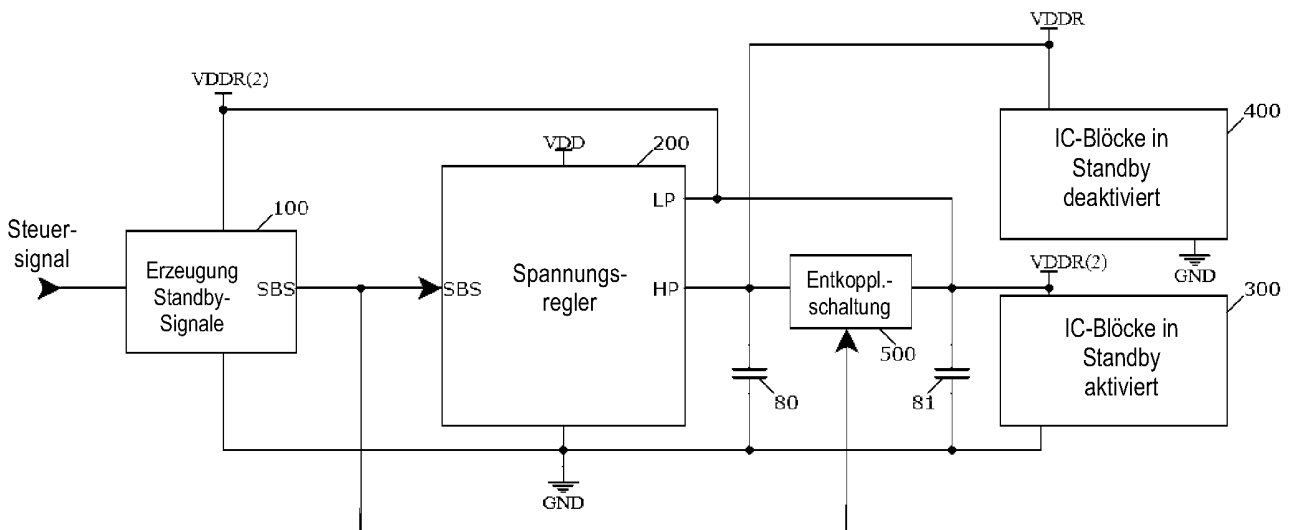 VDDR
VDDR(2)
400
IC-Blöcke in
Standby
deaktiviert
GND
VDD
200
LP
HP
SBS
Spannungs-
regler
100
Steuer-
signal
Erzeugung
Standby-
Signale
SBS
Entkoppl.-
schaltung
500
VDDR(2)
300
IC-Blöcke in
Standby
aktiviert
80
81
GND